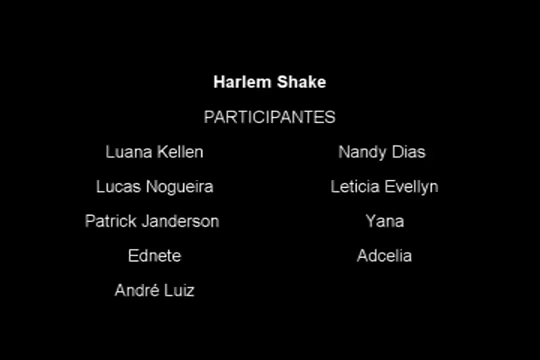 Harlem Shake
PARTICIPANTES
Luana Kellen
Nandy Dias
Lucas Nogueira
Leticia Evellyn
Patrick Janderson
Yana
Ednete
Adcelia
André Luiz